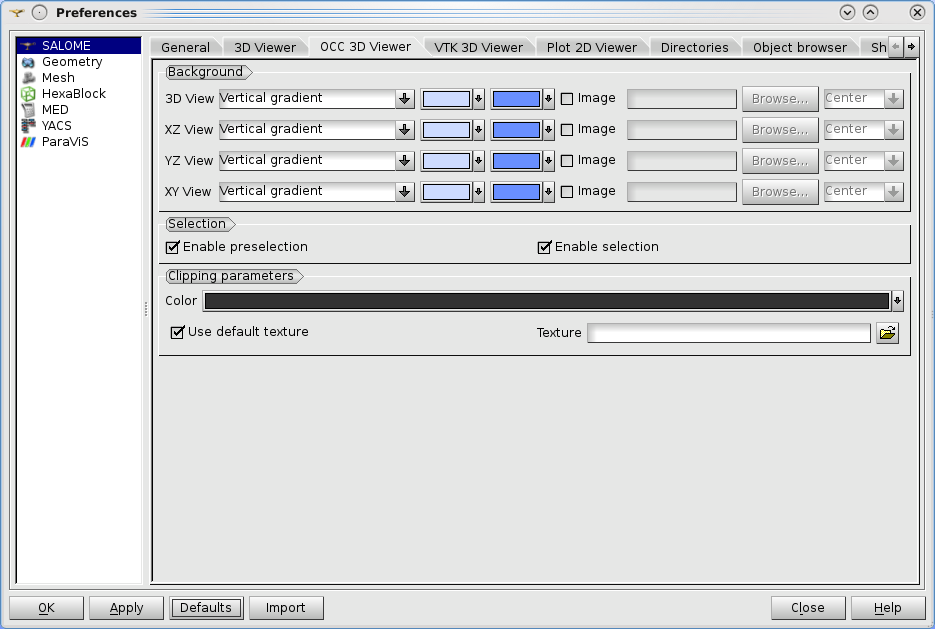 Preferences
SALOME
Geometry
Mesh
HexaBlock
MED
YACS
ParaViS
General 3D Viewer OCC 3D Viewer VTK 3D Viewer Plot 2D Viewer Directories Object browser Sh
Background
3D View Vertical gradient Image Browse... Center
XZ View Vertical gradient Image Browse... Center
YZ View Vertical gradient Image Browse... Center
XY View Vertical gradient Image Browse... Center
Selection
Enable preselection Enable selection
Clipping parameters
Color
Use default texture Texture
OK Apply Defaults Import Close Help